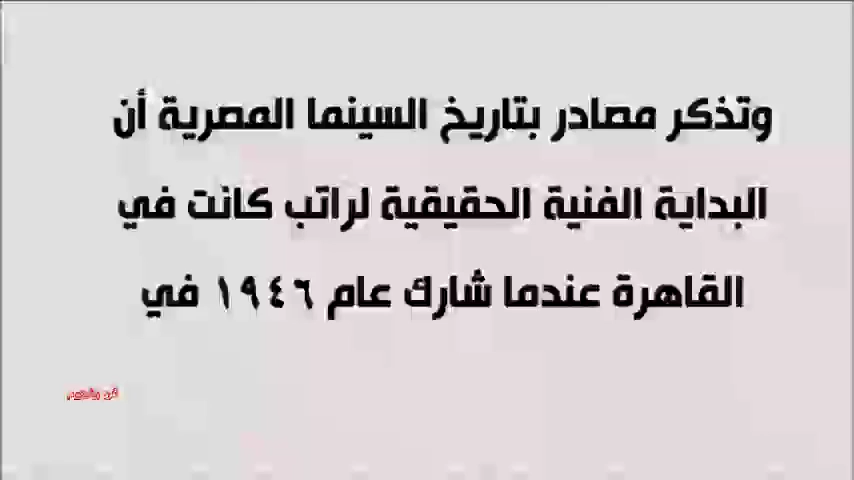 وتذكر مصادر بتاريخ السينما المصرية أن
البداية الفنية الحقيقية لراتب كانت في
القاهرة عندما شارك عام ١٩٤٦ في